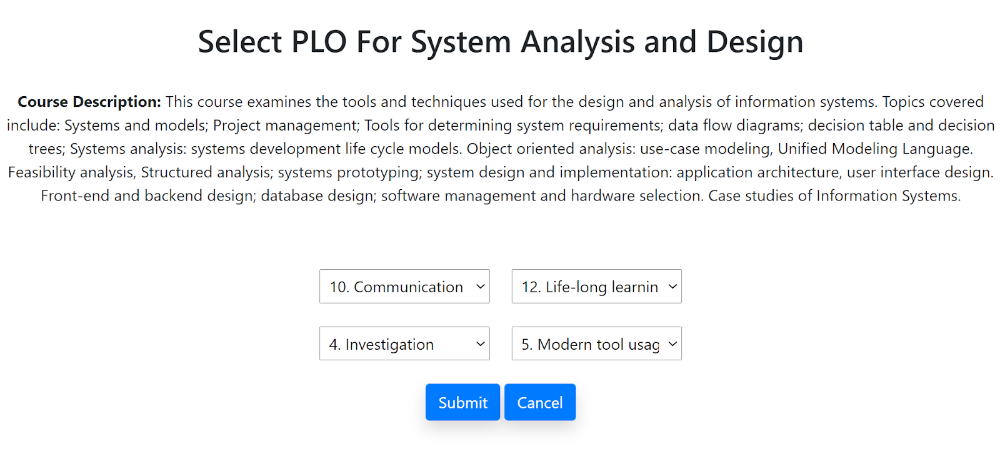 Select PLO For System Analysis and Design
Course Description: This course examines the tools and techniques used for the design and analysis of information systems. Topics covered
include: Systems and models; Project management; Tools for determining system requirements; data flow diagrams; decision table and decision
trees; Systems analysis: systems development life cycle models. Object oriented analysis: use-case modeling, Unified Modeling Language.
Feasibility analysis, Structured analysis; systems prototyping; system design and implementation: application architecture, user interface design.
Front-end and backend design; database design; software management and hardware selection. Case studies of Information Systems.
10. Communication
12. Life-long learnin
4. Investigation
5. Modern tool usag
Submit
Cancel